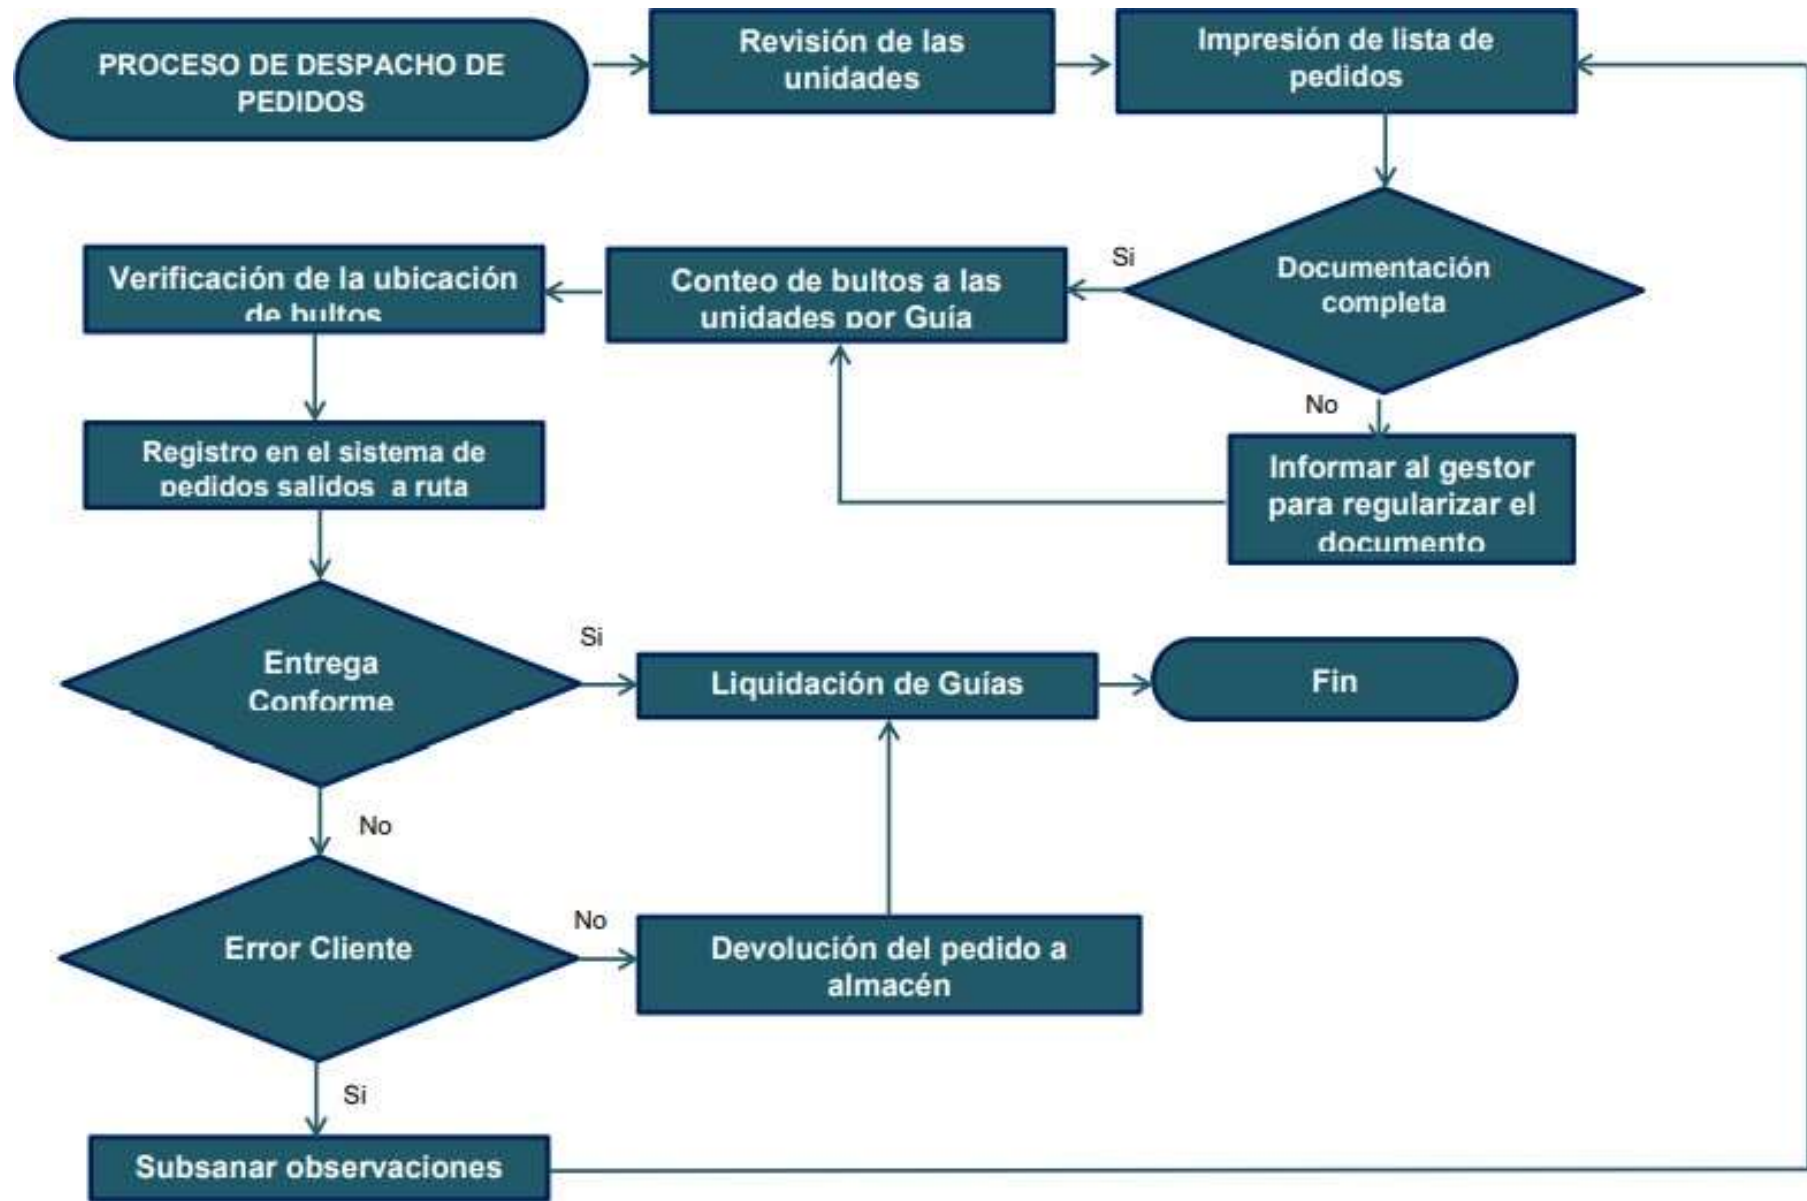 PROCESO DE DESPACHO DE
PEDIDOS
Revisión de las
unidades
Impresión de lista de
pedidos
Documentación
completa
Si
Conteo de bultos a las
unidades por Guía
Verificación de la ubicación
de bultos
No
Informar al gestor
para regularizar el
documento
Registro en el sistema de
pedidos salidos a ruta
Entrega
Conforme
Si
Liquidación de Guías
Fin
No
Error Cliente
No
Devolución del pedido a
almacén
Si
Subsanar observaciones